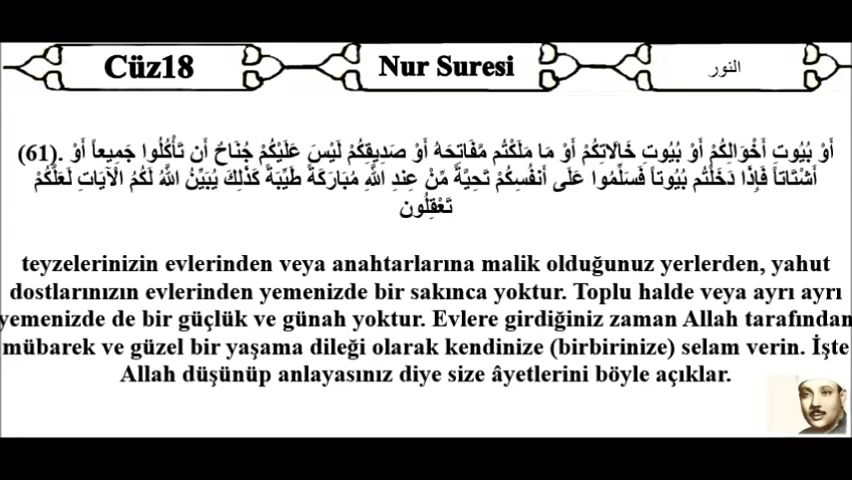 Cüz18
Nur Suresi
النور
أَوْ بُيُوتِ أَخْوَالِكُمْ أَوْ بُيُوتِ خَالَاتِكُمْ أَوْ مَا مَلَكْتُم مَّفَاتِحَهُ أَوْ صَدِيقِكُمْ لَيْسَ عَلَيْكُمْ جُنَاحٌ أَن تَأْكُلُوا جَمِيعاً أَوْ .(61)
أَشْتَاتاً فَإِذَا دَخَلْتُم بُيُوتاً فَسَلِّمُوا عَلَى أَنفُسِكُمْ تَحِيَّةً مِّنْ عِندِ اللَّهِ مُبَارَكَةً طَيِّبَةً كَذَلِكَ يُبَيِّنُ اللَّهُ لَكُمُ الْآيَاتِ لَعَلَّكُمْ
تَعْقِلُون
teyzelerinizin evlerinden veya anahtarlarına malik olduğunuz yerlerden, yahut
dostlarınızın evlerinden yemenizde bir sakınca yoktur. Toplu halde veya ayrı ayrı
yemenizde de bir güçlük ve günah yoktur. Evlere girdiğiniz zaman Allah tarafından
mübarek ve güzel bir yaşama dileği olarak kendinize (birbirinize) selam verin. İşte
Allah düşünüp anlayasınız diye size âyetlerini böyle açıklar.